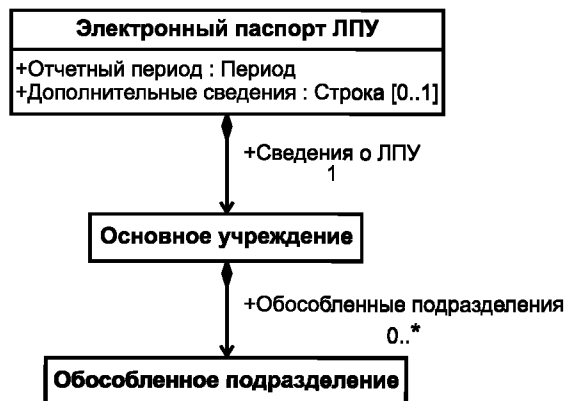 Электронный паспорт ЛПУ
+Отчетный период : Период
+Дополнительные сведения : Строка [0..1]
+Сведения о ЛПУ
1
Основное учреждение
+Обособленные подразделения
0..*
Обособленное подразделение